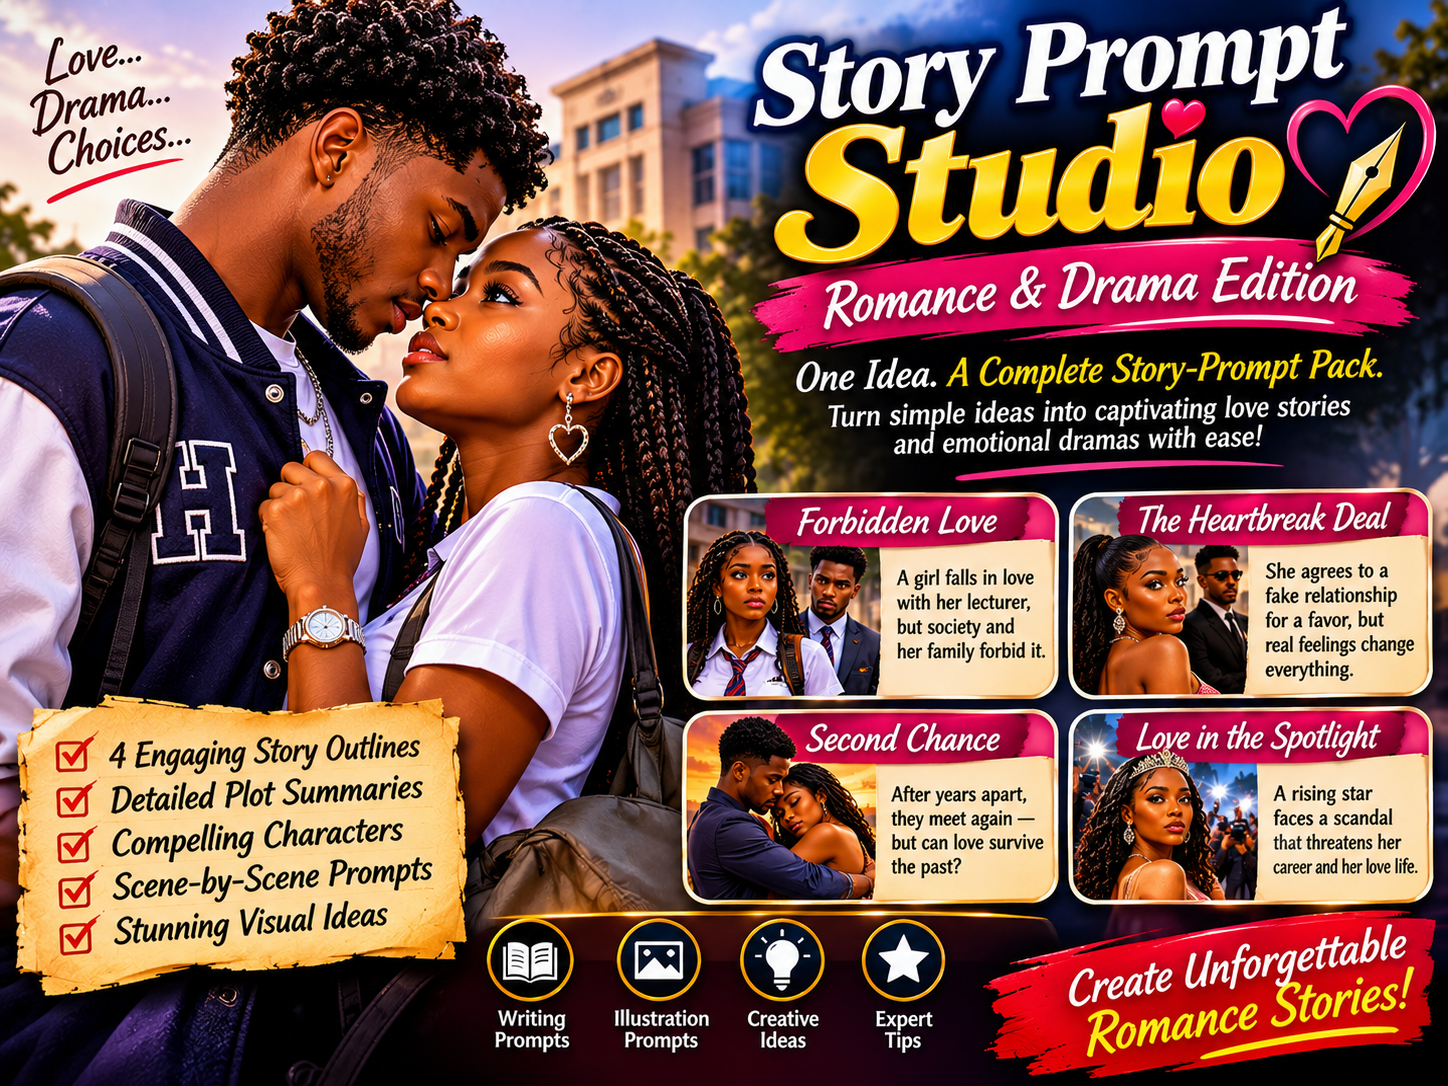 Love...
Drama...
Choices...
Story Prompt
Studio
Romance & Drama Edition
One Idea. A Complete Story-Prompt Pack.
Turn simple ideas into captivating love stories
and emotional dramas with ease!
H
Forbidden Love
A girl falls in love
with her lecturer,
but society and
her family forbid it.
The Heartbreak Deal
She agrees to a
fake relationship
for a favor, but
real feelings change
everything.
Second Chance
After years apart,
they meet again —
but can love survive
the past?
Love in the Spotlight
A rising star
faces a scandal
that threatens her
career and her love life.
4 Engaging Story Outlines
Detailed Plot Summaries
Compelling Characters
Scene-by-Scene Prompts
Stunning Visual Ideas
Writing
Prompts
Illustration
Prompts
Creative
Ideas
Expert
Tips
Create Unforgettable
Romance Stories!